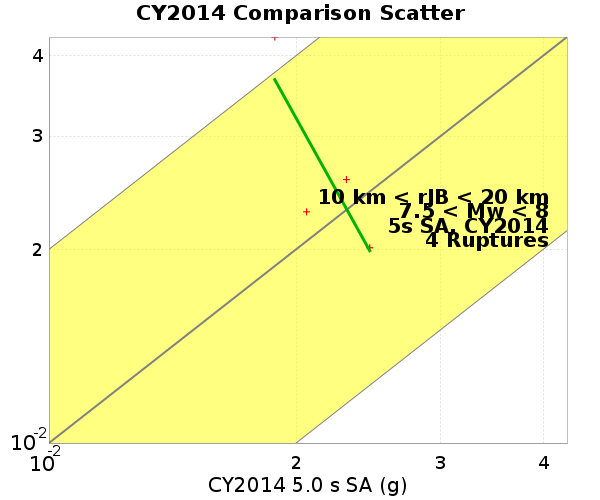 CY2014 Comparison Scatter
4
3
10 km < rJB < 20 km
7.5 < Mw < 8
5s SA, CY2014
4 Ruptures
2
10-2
10-2
2
3
4
CY2014 5.0 s SA (g)